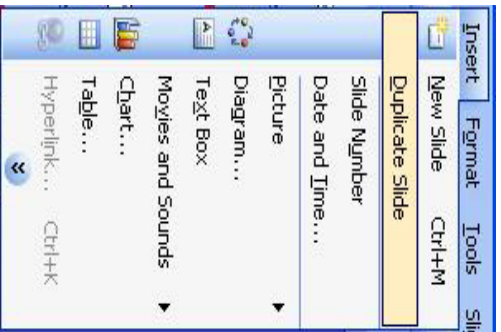 Insert Format Tools
New Slide Ctrl+M
Duplicate Slide
Slide Number
Date and Time...
Picture
Diagram...
Text Box
Movies and Sounds
Chart...
Table...
Hyperlink... Ctrl+K